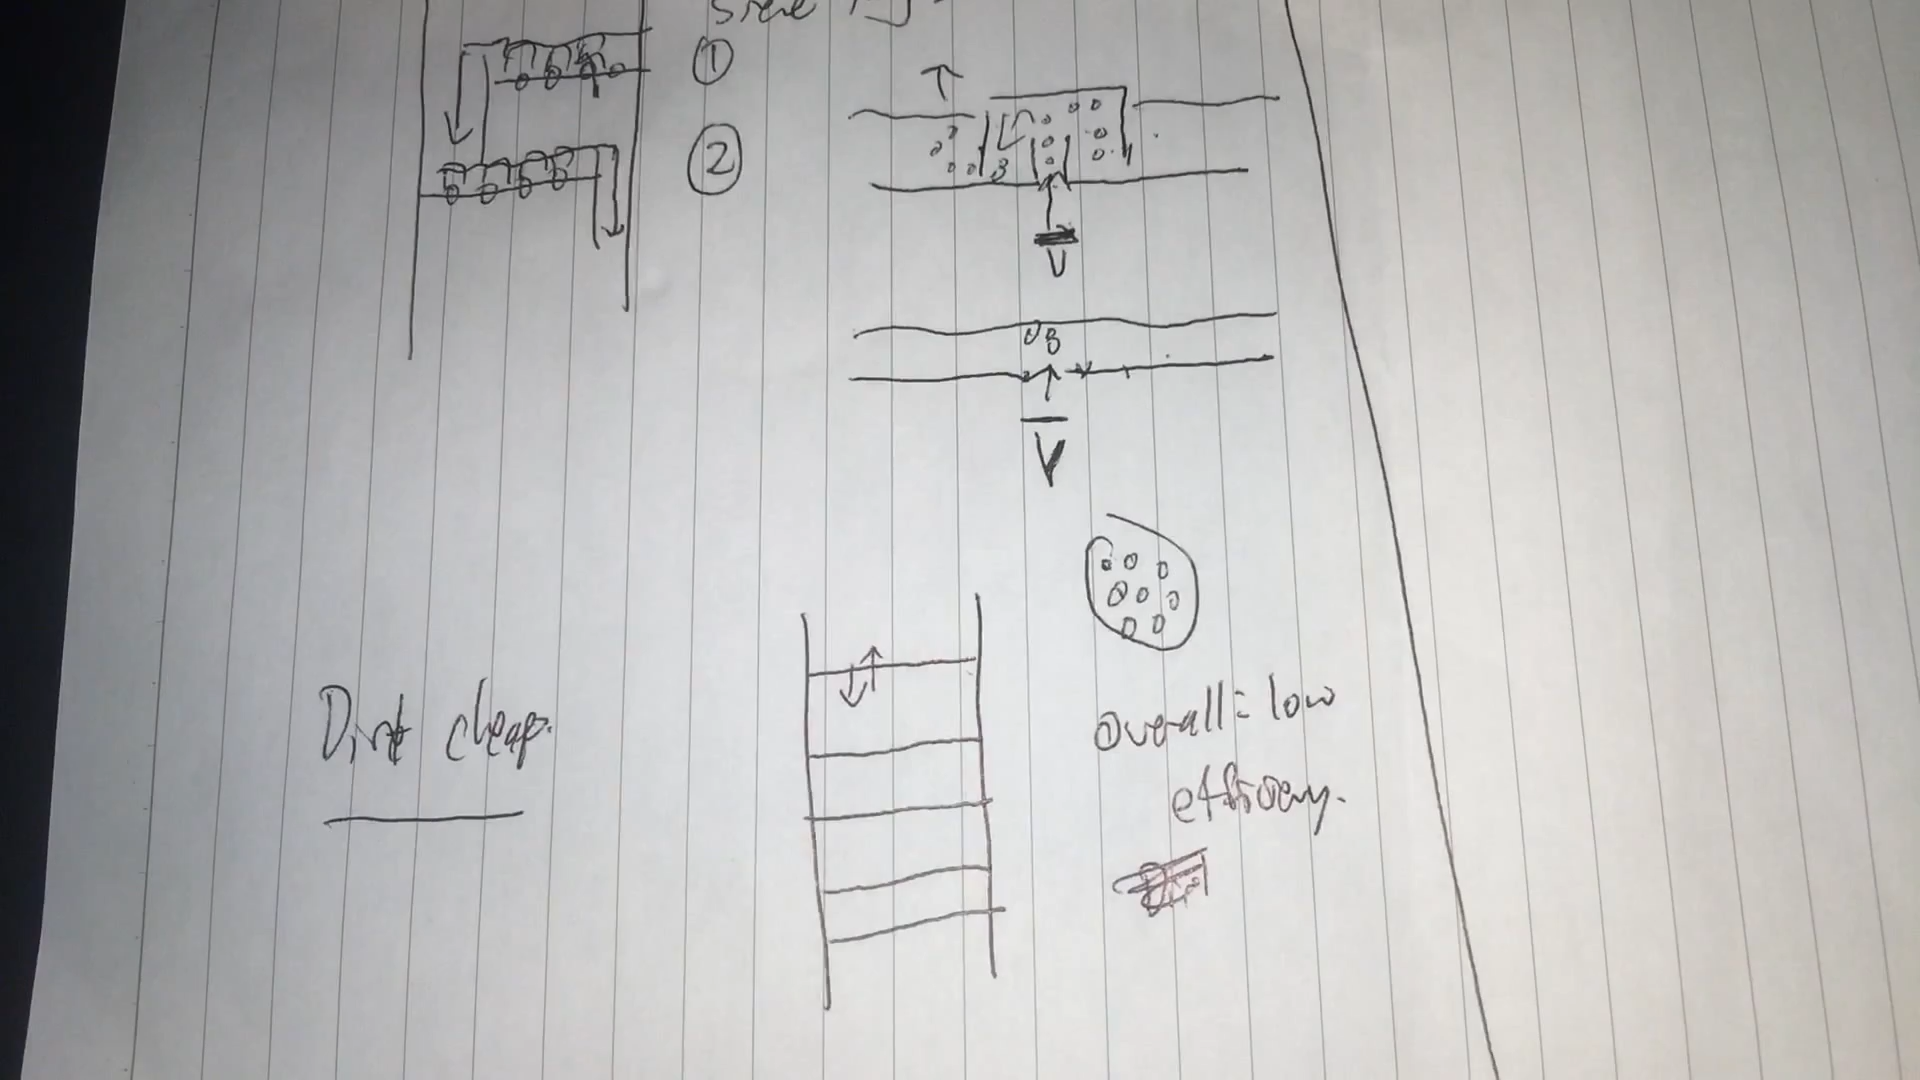 ①
②
V
V
Dirt cheap.
Overall: low
efficiency.